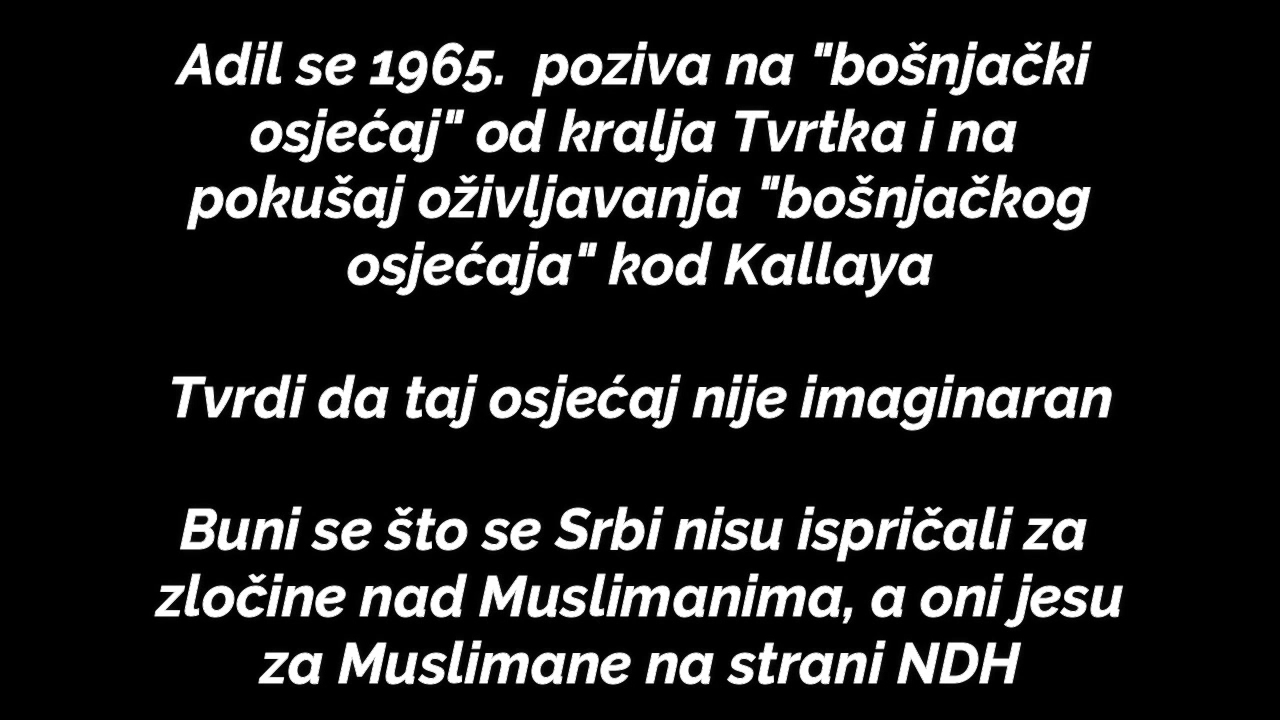 Adil se 1965. poziva na "bošnjački
osjećaj" od kralja Tvrtka i na
pokušaj oživljavanja "bošnjačkog
osjećaja" kod Kallaya
Tvrdi da taj osjećaj nije imaginaran
Buni se što se Srbi nisu ispričali za
zločine nad Muslimanima, a oni jesu
za Muslimane na strani NDH